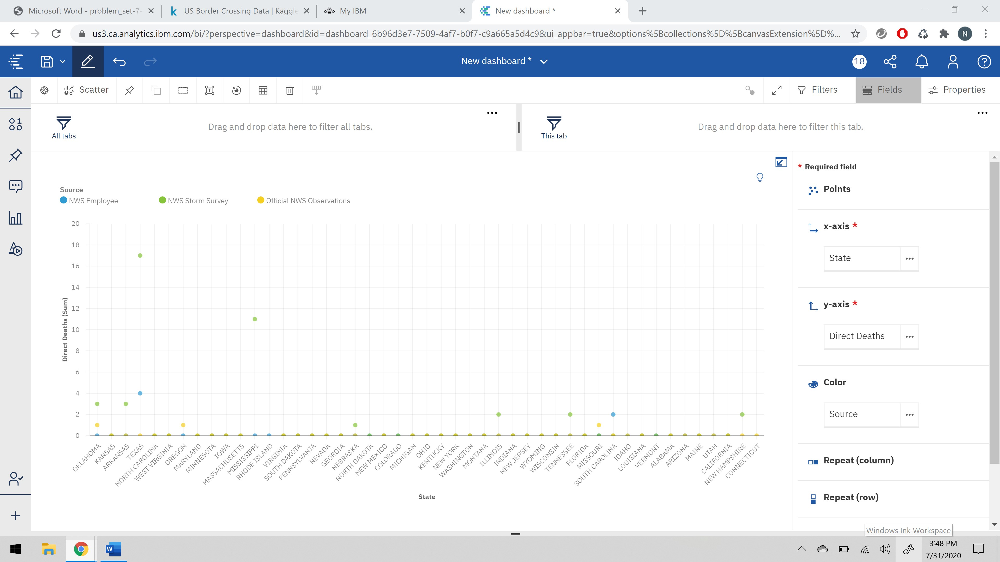 Microsoft Word - problem_set-7-
US Border Crossing Data | Kaggle
My IBM
New dashboard *
us3.ca.analytics.ibm.com/bi/?perspective=dashboard&id=dashboard_6b96d3e7-7509-4af7-b0f7-c9a665a5d4c9&ui_appbar=true&options%5Bcollections%5D%5BcanvasExtension%5D%...
N
New dashboard *
18
Scatter
Filters
Fields
Properties
All tabs
Drag and drop data here to filter all tabs.
This tab
Drag and drop data here to filter this tab.
Source
NWS Employee
NWS Storm Survey
Official NWS Observations
Direct Deaths (Sum)
20
18
16
14
12
10
8
6
4
2
0
OKLAHOMA
KANSAS
ARKANSAS
TEXAS
NORTH CAROLINA
WEST VIRGINIA
OREGON
MARYLAND
MINNESOTA
IOWA
MASSACHUSETTS
MISSISSIPPI
RHODE ISLAND
VIRGINIA
SOUTH DAKOTA
PENNSYLVANIA
NEVADA
GEORGIA
NEBRASKA
NORTH DAKOTA
NEW MEXICO
COLORADO
MICHIGAN
OHIO
KENTUCKY
NEW YORK
WASHINGTON
MONTANA
ILLINOIS
INDIANA
NEW JERSEY
WYOMING
WISCONSIN
TENNESSEE
FLORIDA
MISSOURI
SOUTH CAROLINA
IDAHO
LOUISIANA
VERMONT
ALABAMA
ARIZONA
MAINE
UTAH
CALIFORNIA
NEW HAMPSHIRE
CONNECTICUT
State
* Required field
Points
x-axis *
State
y-axis *
Direct Deaths
Color
Source
Repeat (column)
Repeat (row)
Windows Ink Workspace
3:48 PM
7/31/2020